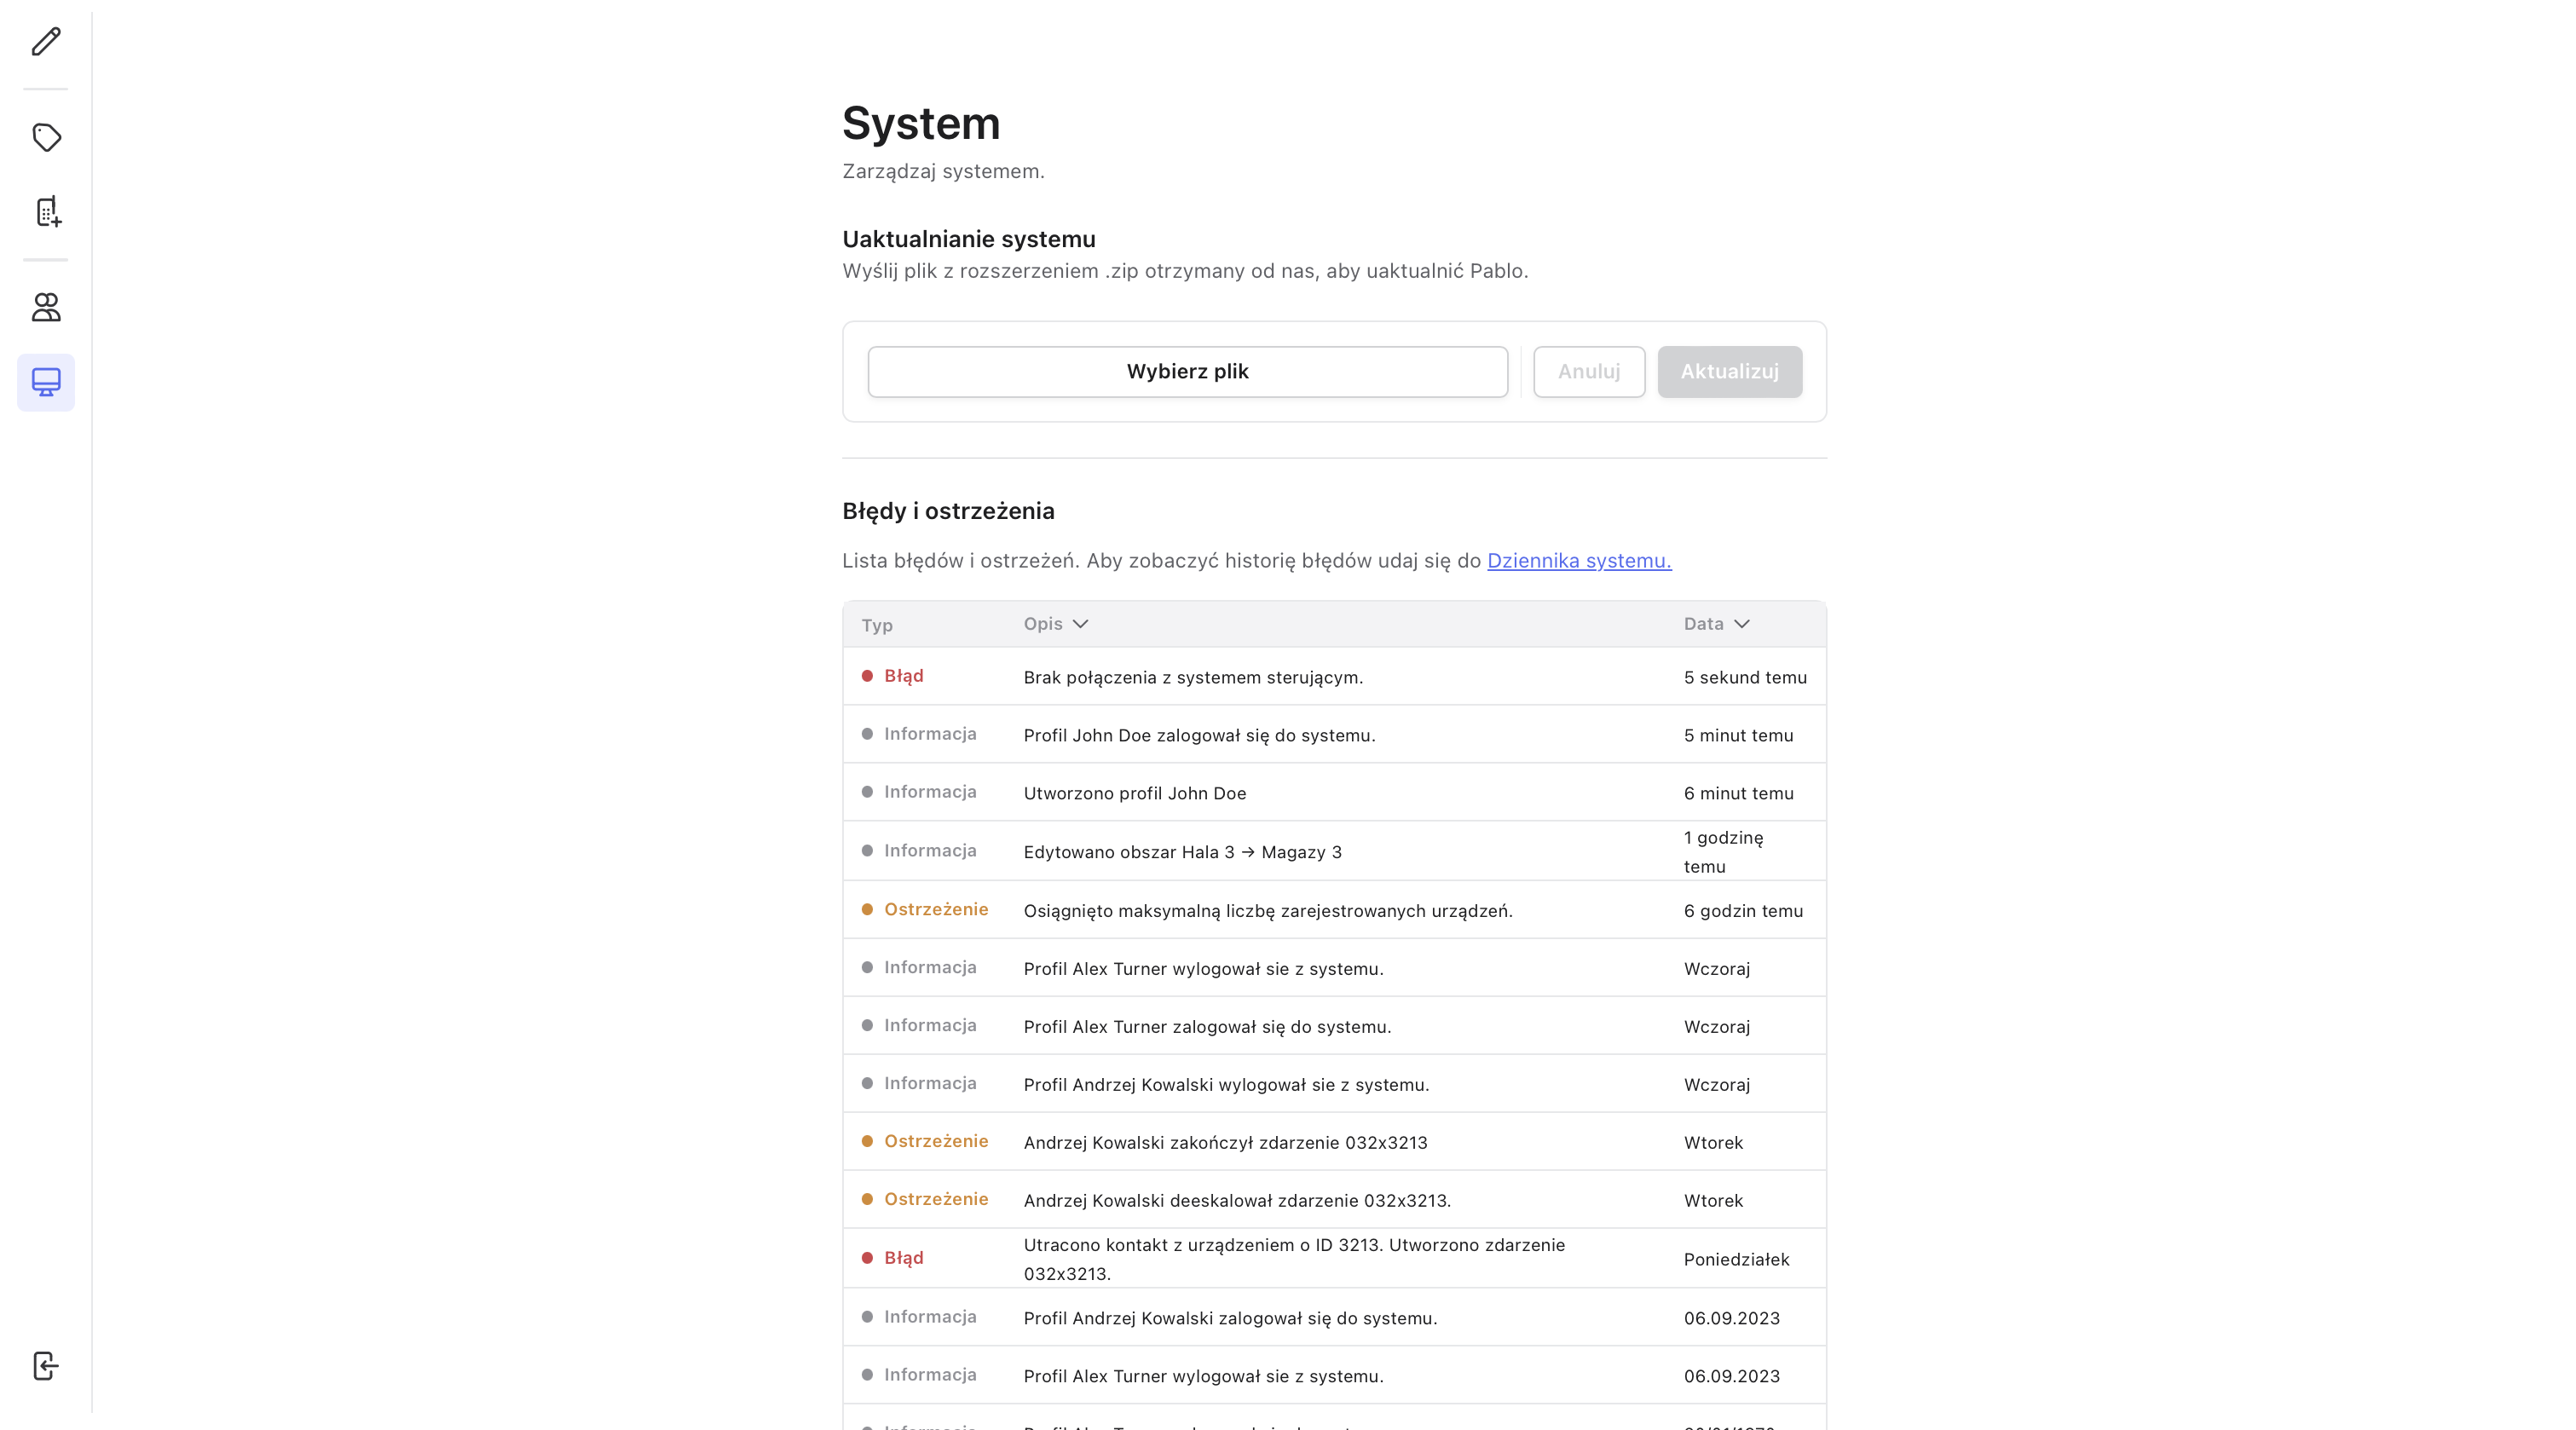 System
Zarządzaj systemem.
Uaktualnianie systemu
Wyślij plik z rozszerzeniem .zip otrzymany od nas, aby uaktualnić Pablo.
Wybierz plik
Anuluj
Aktualizuj
Błędy i ostrzeżenia
Lista błędów i ostrzeżeń. Aby zobaczyć historię błędów udaj się do Dziennika systemu.
Typ Opis Data
Błąd Brak połączenia z systemem sterującym. 5 sekund temu
Informacja Profil John Doe zalogował się do systemu. 5 minut temu
Informacja Utworzono profil John Doe 6 minut temu
Informacja Edytowano obszar Hala 3 → Magazy 3 1 godzinę
temu
Ostrzeżenie Osiągnięto maksymalną liczbę zarejestrowanych urządzeń. 6 godzin temu
Informacja Profil Alex Turner wylogował sie z systemu. Wczoraj
Informacja Profil Alex Turner zalogował się do systemu. Wczoraj
Informacja Profil Andrzej Kowalski wylogował sie z systemu. Wczoraj
Ostrzeżenie Andrzej Kowalski zakończył zdarzenie 032x3213 Wtorek
Ostrzeżenie Andrzej Kowalski deeskalował zdarzenie 032x3213. Wtorek
Błąd Utracono kontakt z urządzeniem o ID 3213. Utworzono zdarzenie
032x3213. Poniedziałek
Informacja Profil Andrzej Kowalski zalogował się do systemu. 06.09.2023
Informacja Profil Alex Turner wylogował sie z systemu. 06.09.2023